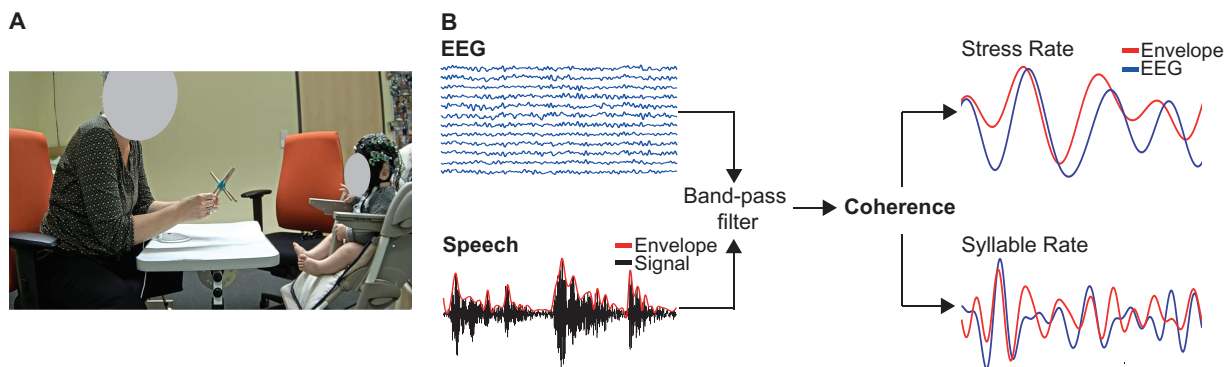 A
B
EEG
Stress Rate
Envelope
EEG
Band-pass
filter
Coherence
Speech
Envelope
Signal
Syllable Rate